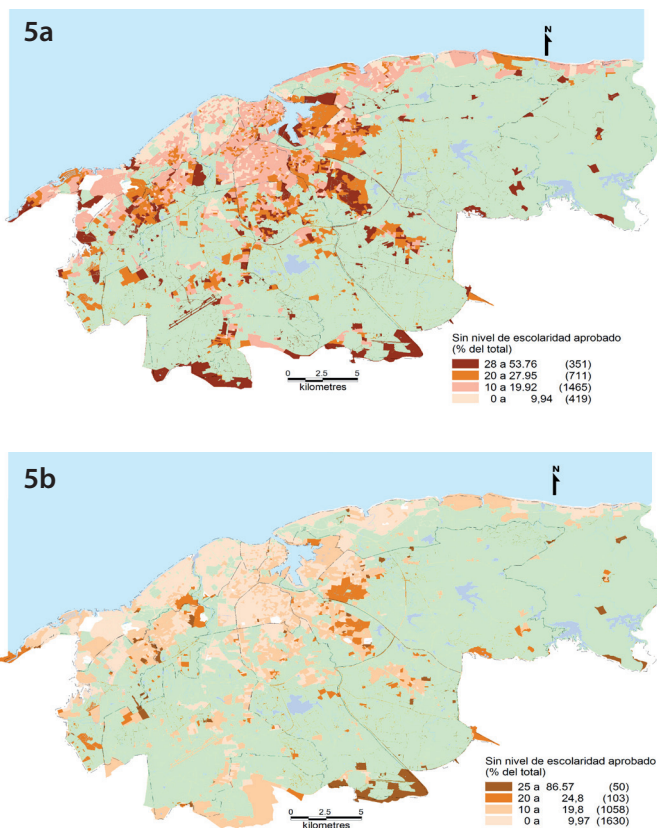 5a
N
Sin nivel de escolaridad aprobado
(% del total)
28 a 53.76 (351)
20 a 27.95 (711)
10 a 19.92 (1465)
0 a 9,94 (419)
0 2.5 5
kilometres
5b
N
Sin nivel de escolaridad aprobado
(% del total)
25 a 86.57 (50)
20 a 24,8 (103)
10 a 19,8 (1058)
0 a 9,97 (1630)
0 2.5 5
kilometres